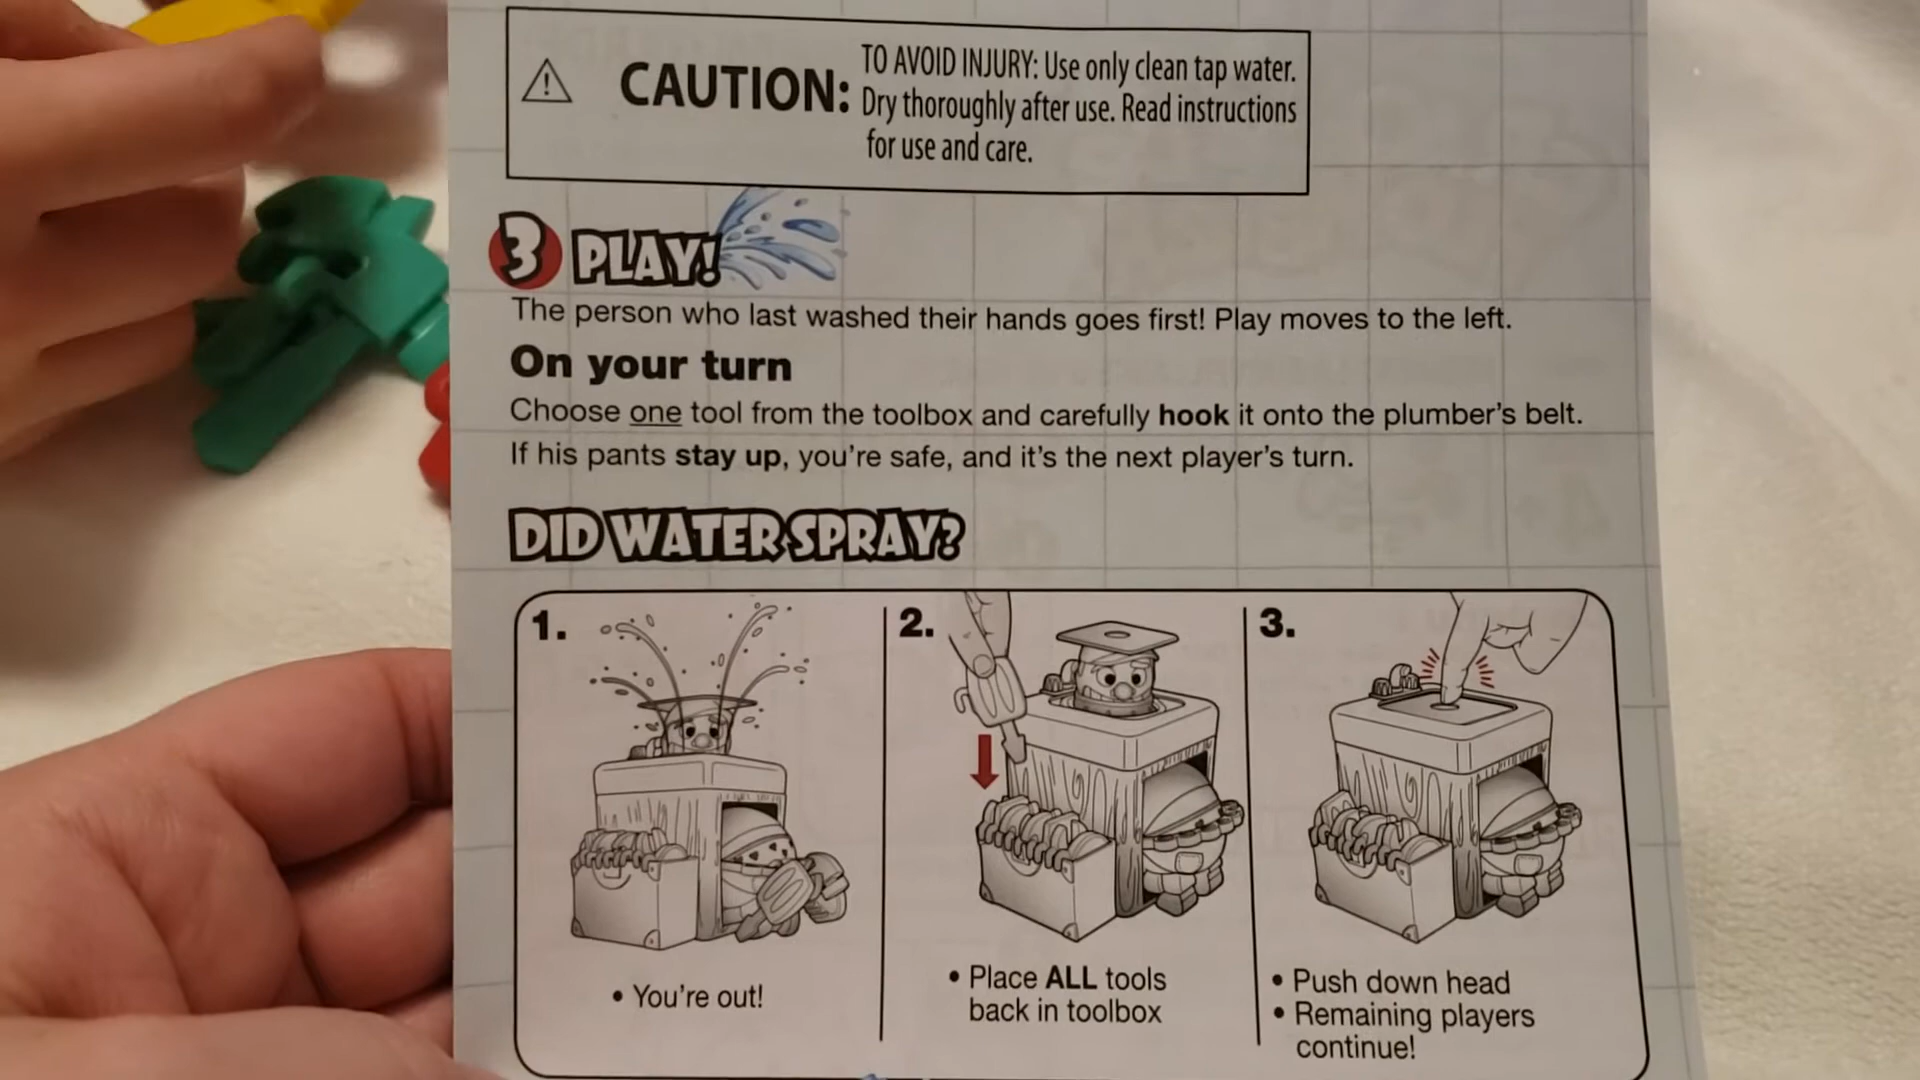 CAUTION:
TO AVOID INJURY: Use only clean tap water.
Dry thoroughly after use. Read instructions
for use and care.
3 PLAY!
The person who last washed their hands goes first! Play moves to the left.
On your turn
Choose one tool from the toolbox and carefully hook it onto the plumber's belt.
If his pants stay up, you're safe, and it's the next player's turn.
DID WATER SPRAY?
1.
• You're out!
2.
• Place ALL tools
back in toolbox
3.
• Push down head
• Remaining players
continue!